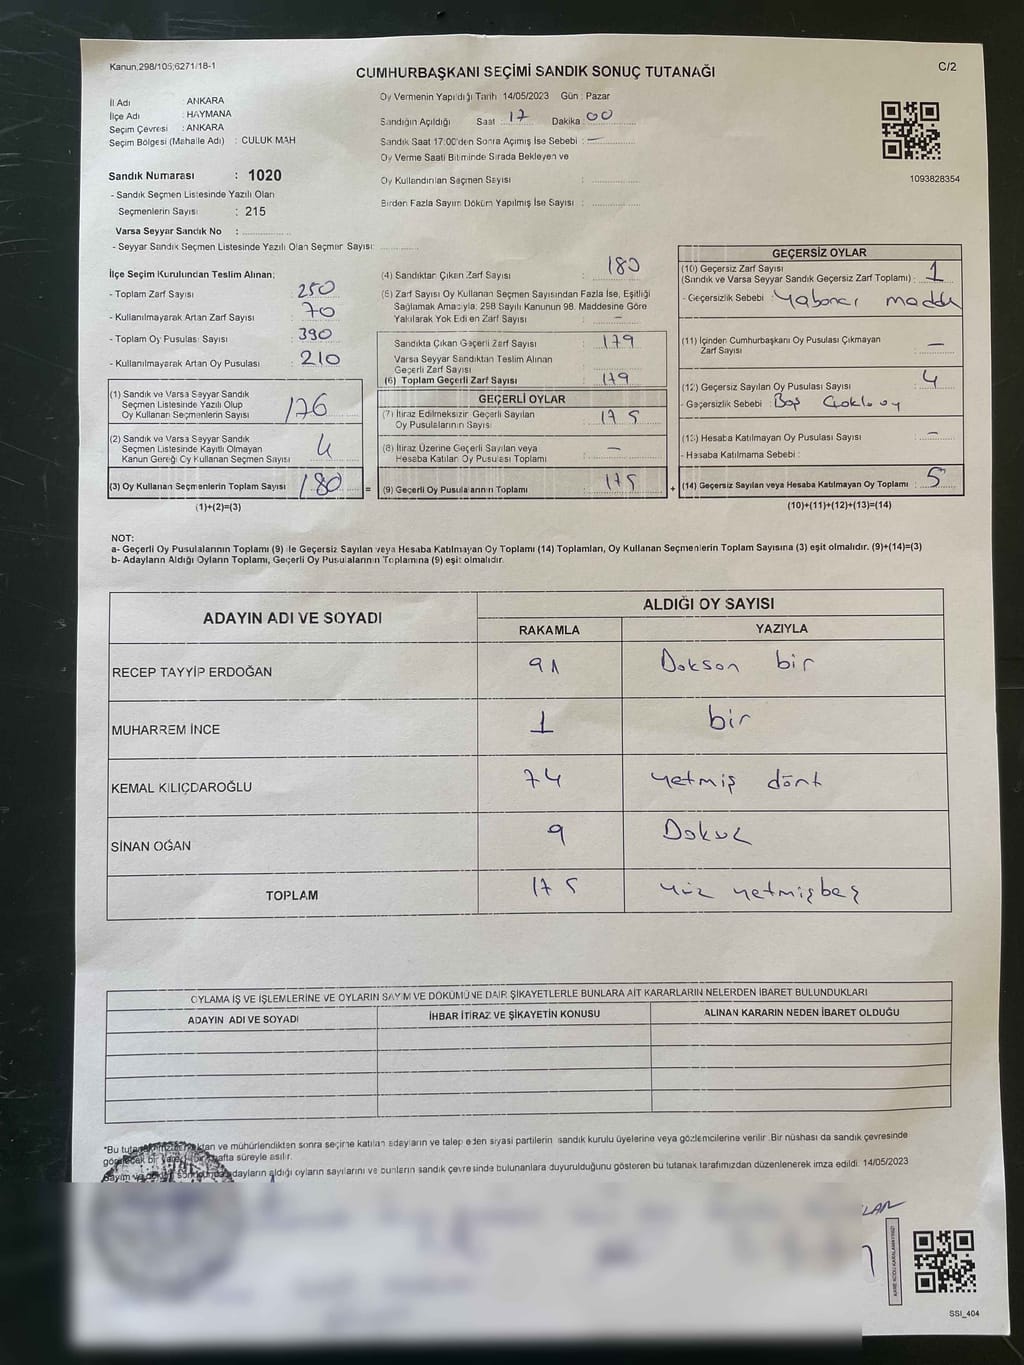 Kanun,298/105,6271/18-1
CUMHURBAŞKANI SEÇİMİ SANDIK SONUÇ TUTANAĞI
C/2
İl Adı : ANKARA
İlçe Adı : HAYMANA
Seçim Çevresi : ANKARA
Seçim Bölgesi (Mahalle Adı) : CULUK MAH
Oy Vermenin Yapıldığı Tarih : 14/05/2023 Gün : Pazar
Sandığın Açıldığı Saat 17 Dakika 00
Sandık Saat 17:00'den Sonra Açımış İse Sebebi : —
Oy Verme Saati Bitiminde Sırada Bekleyen ve
Oy Kullandırılan Seçmen Sayısı :
Birden Fazla Sayım Döküm Yapılmış İse Sayısı :
1093828354
Sandık Numarası : 1020
- Sandık Seçmen Listesinde Yazılı Olan
Seçmenlerin Sayısı : 215
Varsa Seyyar Sandık No :
- Seyyar Sandık Seçmen Listesinde Yazılı Olan Seçmen Sayısı:
İlçe Seçim Kurulundan Teslim Alınan;
- Toplam Zarf Sayısı : 250
- Kullanılmayarak Artan Zarf Sayısı : 70
- Toplam Oy Pusulası Sayısı : 390
- Kullanılmayarak Artan Oy Pusulası : 210
(1) Sandık ve Varsa Seyyar Sandık
Seçmen Listesinde Yazılı Olup
Oy Kullanan Seçmenlerin Sayısı 176
(2) Sandık ve Varsa Seyyar Sandık
Seçmen Listesinde Kayıtlı Olmayan
Kanun Gereği Oy Kullanan Seçmen Sayısı 4
(3) Oy Kullanan Seçmenlerin Toplam Sayısı 180
(1)+(2)=(3)
(4) Sandıktan Çıkan Zarf Sayısı : 180
(5) Zarf Sayısı Oy Kullanan Seçmen Sayısından Fazla İse, Eşitliği
Sağlamak Amacıyla, 298 Sayılı Kanunun 98. Maddesine Göre
Yakılarak Yok Edilen Zarf Sayısı : —
Sandıkta Çıkan Geçerli Zarf Sayısı : 179
Varsa Seyyar Sandıktan Teslim Alınan
Geçerli Zarf Sayısı :
(6) Toplam Geçerli Zarf Sayısı : 179
GEÇERLİ OYLAR
(7) İtiraz Edilmeksizin Geçerli Sayılan
Oy Pusulalarının Sayısı : 175
(8) İtiraz Üzerine Geçerli Sayılan veya
Hesaba Katılan Oy Pusulası Toplamı : —
= (9) Geçerli Oy Pusulalarının Toplamı : 175
GEÇERSİZ OYLAR
(10) Geçersiz Zarf Sayısı
(Sandık ve Varsa Seyyar Sandık Geçersiz Zarf Toplamı) : 1
- Geçersizlik Sebebi : Yabancı madde
(11) İçinden Cumhurbaşkanı Oy Pusulası Çıkmayan
Zarf Sayısı : —
(12) Geçersiz Sayılan Oy Pusulası Sayısı : 4
- Geçersizlik Sebebi : Boş Çoklu oy
(13) Hesaba Katılmayan Oy Pusulası Sayısı : —
- Hesaba Katılmama Sebebi :
+ (14) Geçersiz Sayılan veya Hesaba Katılmayan Oy Toplamı : 5
(10)+(11)+(12)+(13)=(14)
NOT:
a- Geçerli Oy Pusulalarının Toplamı (9) ile Geçersiz Sayılan veya Hesaba Katılmayan Oy Toplamı (14) Toplamları, Oy Kullanan Seçmenlerin Toplam Sayısına (3) eşit olmalıdır. (9)+(14)=(3)
b- Adayların Aldığı Oyların Toplamı, Geçerli Oy Pusulalarının Toplamına (9) eşit olmalıdır.
ADAYIN ADI VE SOYADI ALDIĞI OY SAYISI
RAKAMLA YAZIYLA
RECEP TAYYİP ERDOĞAN 91 Doksan bir
MUHARREM İNCE 1 bir
KEMAL KILIÇDAROĞLU 74 yetmiş dört
SİNAN OĞAN 9 Dokuz
TOPLAM 175 yüz yetmişbeş
OYLAMA İŞ VE İŞLEMLERİNE VE OYLARIN SAYIM VE DÖKÜMÜNE DAİR ŞİKAYETLERLE BUNLARA AİT KARARLARIN NELERDEN İBARET BULUNDUKLARI
ADAYIN ADI VE SOYADI İHBAR İTİRAZ VE ŞİKAYETİN KONUSU ALINAN KARARIN NEDEN İBARET OLDUĞU
*Bu tutanak imzalandıktan ve mühürlendikten sonra seçime katılan adayların ve talep eden siyasi partilerin sandık kurulu üyelerine veya gözlemcilerine verilir. Bir nüshası da sandık çevresinde
görülecek bir yere bir hafta süreyle asılır.
Sayım adayların aldığı oyların sayılarını ve bunların sandık çevresinde bulunanlara duyurulduğunu gösteren bu tutanak tarafımızdan düzenlenerek imza edildi. 14/05/2023
SSI_404